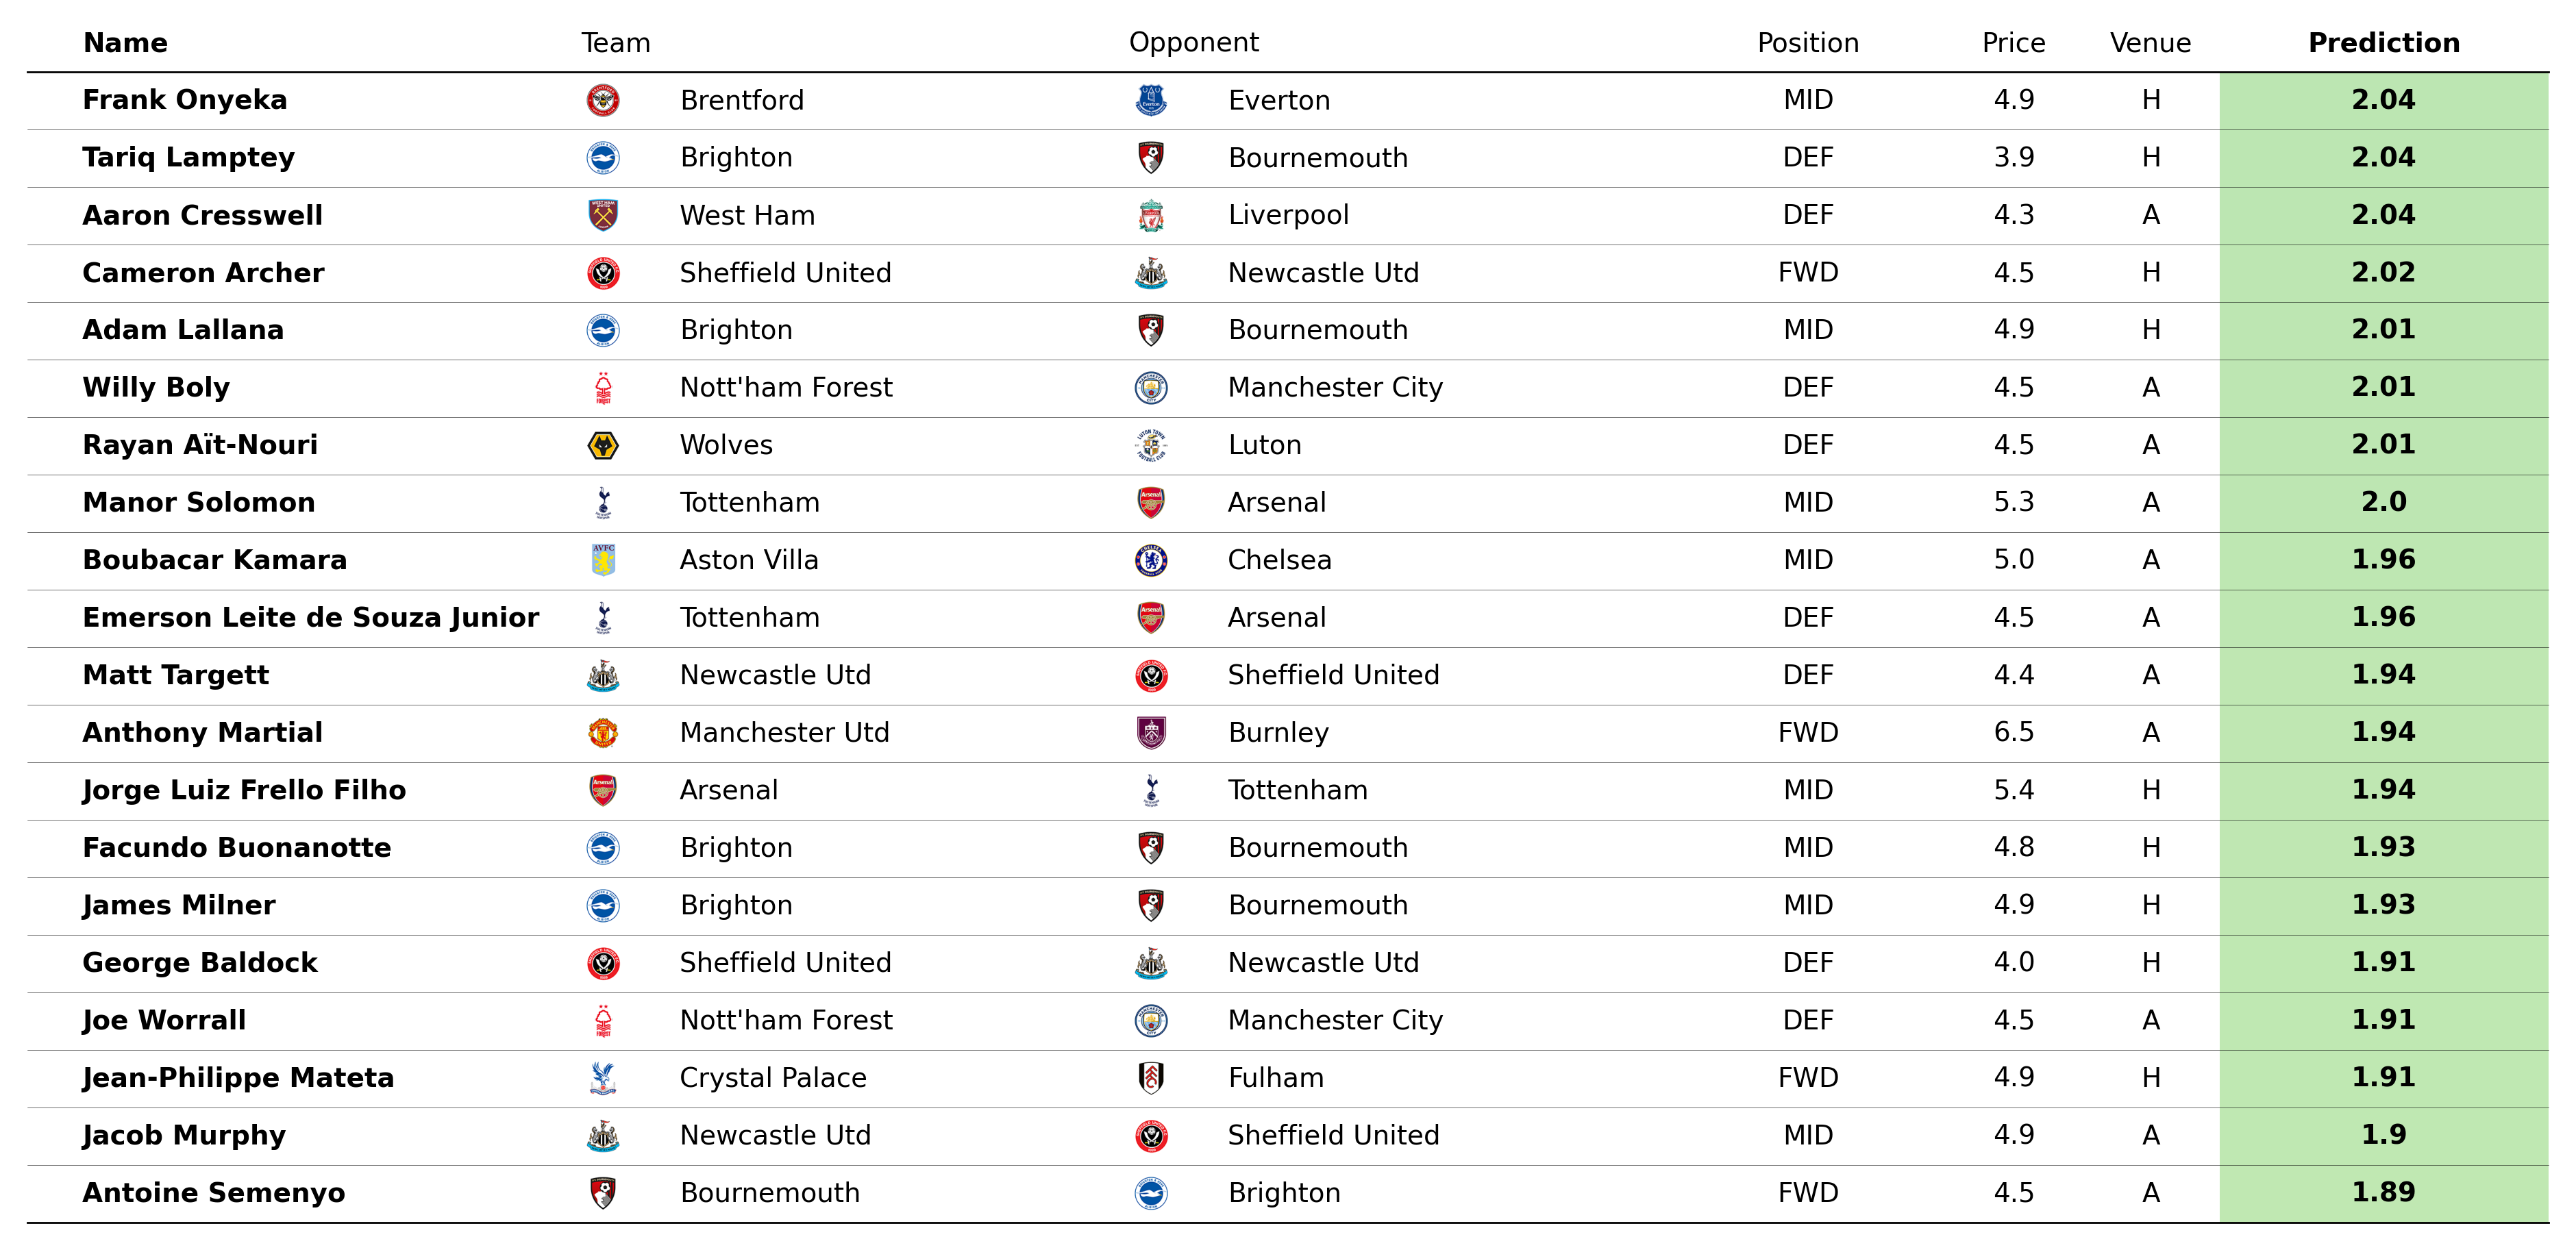 Name Team Opponent Position Price Venue Prediction
Frank Onyeka Brentford Everton MID 4.9 H 2.04
Tariq Lamptey Brighton Bournemouth DEF 3.9 H 2.04
Aaron Cresswell West Ham Liverpool DEF 4.3 A 2.04
Cameron Archer Sheffield United Newcastle Utd FWD 4.5 H 2.02
Adam Lallana Brighton Bournemouth MID 4.9 H 2.01
Willy Boly Nott'ham Forest Manchester City DEF 4.5 A 2.01
Rayan Aït-Nouri Wolves Luton DEF 4.5 A 2.01
Manor Solomon Tottenham Arsenal MID 5.3 A 2.0
Boubacar Kamara Aston Villa Chelsea MID 5.0 A 1.96
Emerson Leite de Souza Junior Tottenham Arsenal DEF 4.5 A 1.96
Matt Targett Newcastle Utd Sheffield United DEF 4.4 A 1.94
Anthony Martial Manchester Utd Burnley FWD 6.5 A 1.94
Jorge Luiz Frello Filho Arsenal Tottenham MID 5.4 H 1.94
Facundo Buonanotte Brighton Bournemouth MID 4.8 H 1.93
James Milner Brighton Bournemouth MID 4.9 H 1.93
George Baldock Sheffield United Newcastle Utd DEF 4.0 H 1.91
Joe Worrall Nott'ham Forest Manchester City DEF 4.5 A 1.91
Jean-Philippe Mateta Crystal Palace Fulham FWD 4.9 H 1.91
Jacob Murphy Newcastle Utd Sheffield United MID 4.9 A 1.9
Antoine Semenyo Bournemouth Brighton FWD 4.5 A 1.89